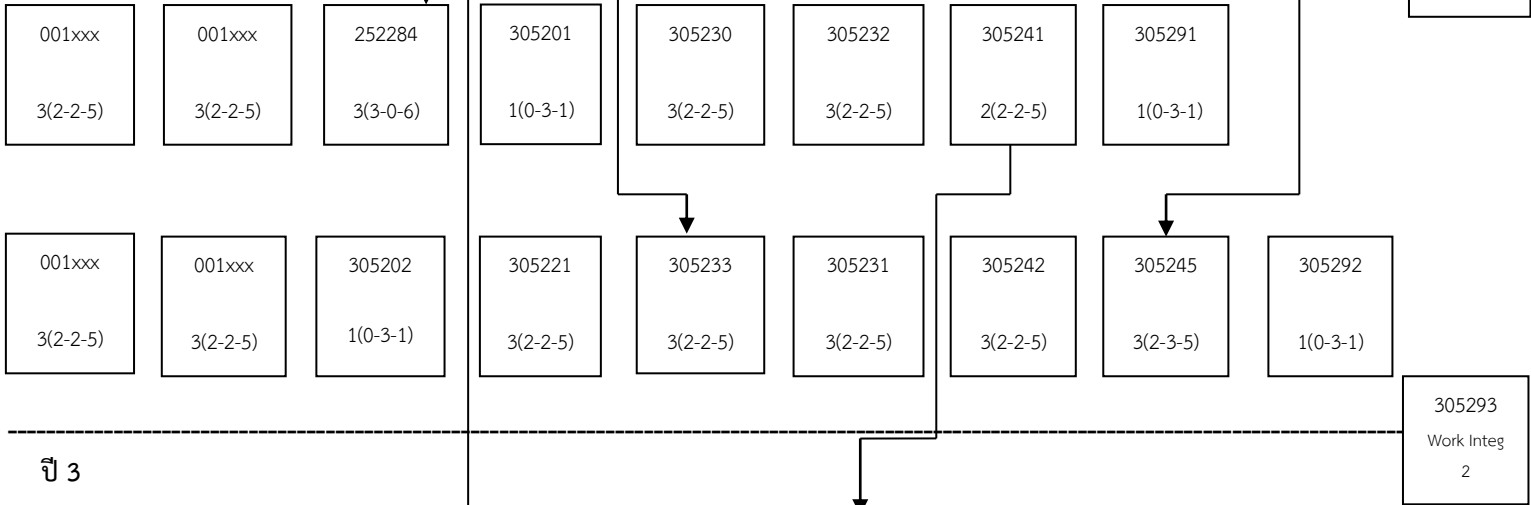 001xxx 001xxx 252284 305201 305230 305232 305241 305291
3(2-2-5) 3(2-2-5) 3(3-0-6) 1(0-3-1) 3(2-2-5) 3(2-2-5) 2(2-2-5) 1(0-3-1)
001xxx 001xxx 305202 305221 305233 305231 305242 305245 305292
3(2-2-5) 3(2-2-5) 1(0-3-1) 3(2-2-5) 3(2-2-5) 3(2-2-5) 3(2-2-5) 3(2-3-5) 1(0-3-1)
305293
Work Integ
2
ปี 3